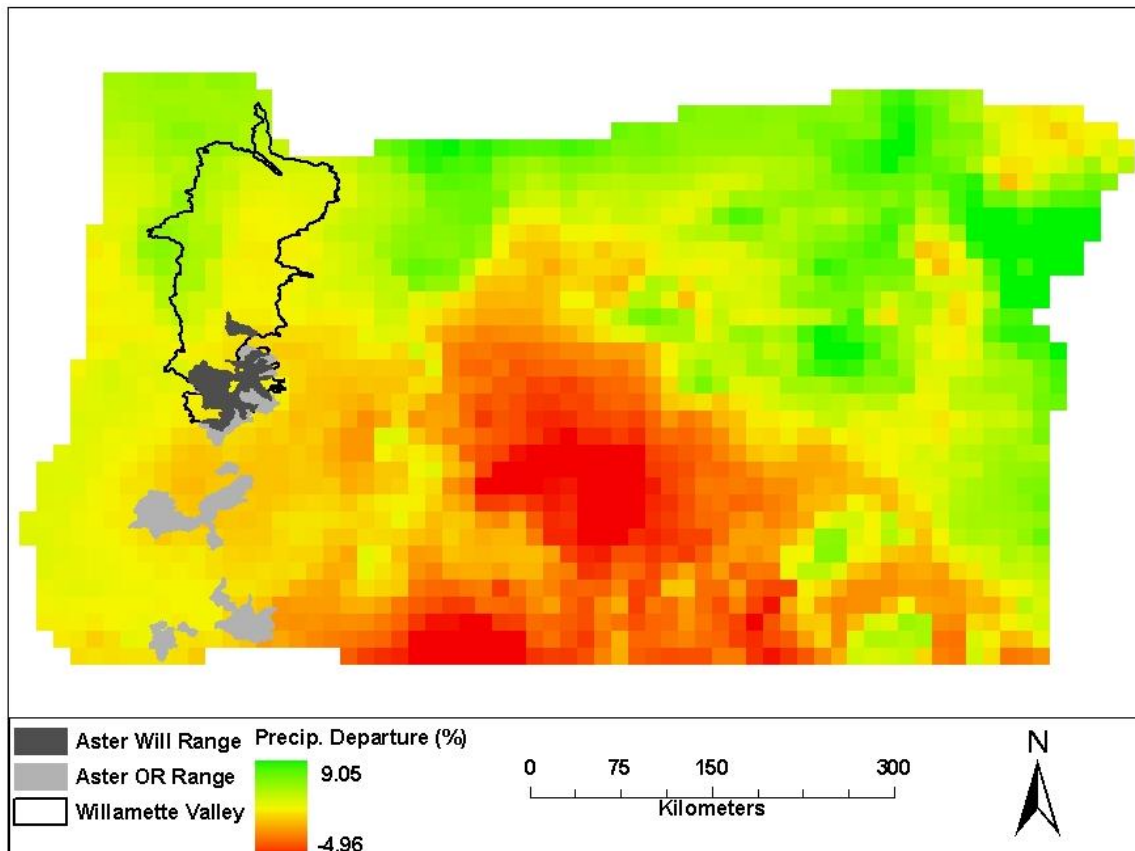 Aster Will Range
Aster OR Range
Willamette Valley
Precip. Departure (%)
9.05
-4.96
0 75 150 300
Kilometers
N